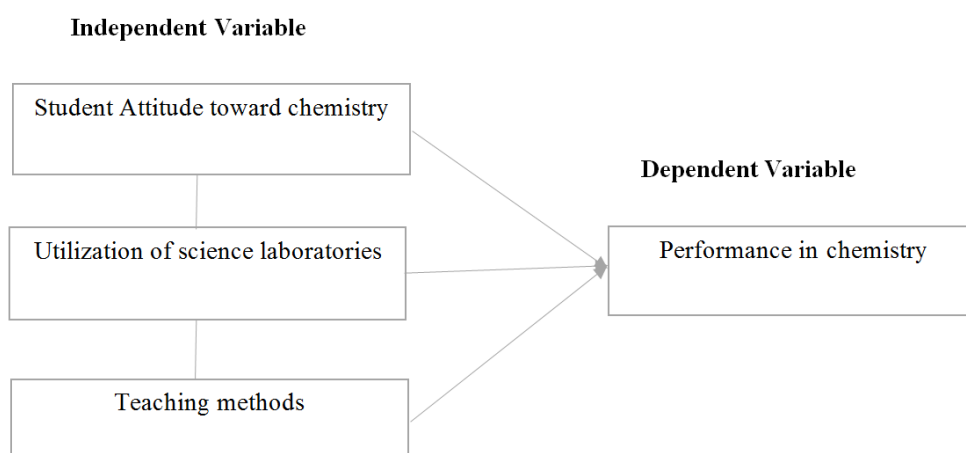 Independent Variable
Student Attitude toward chemistry
Dependent Variable
Utilization of science laboratories
Performance in chemistry
Teaching methods